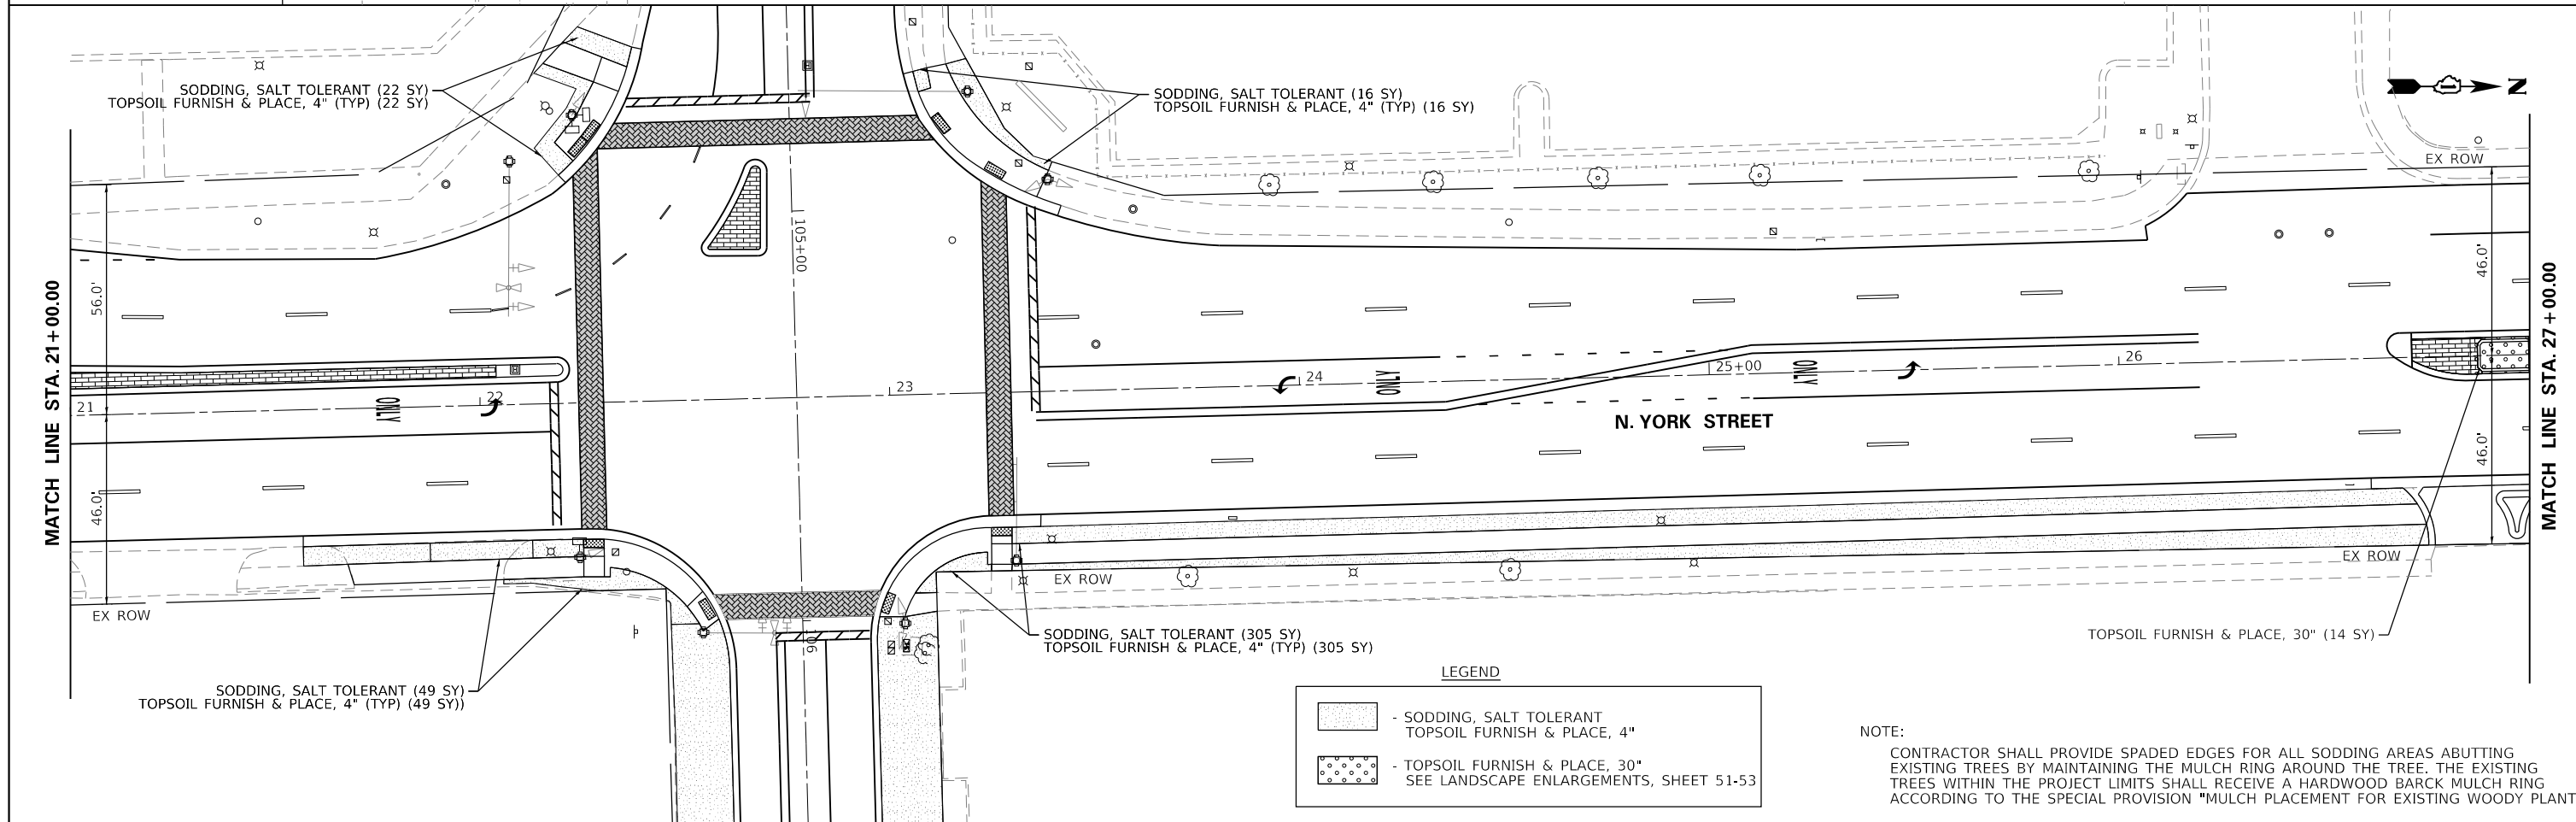 SODDING, SALT TOLERANT (22 SY)
TOPSOIL FURNISH & PLACE, 4" (TYP) (22 SY)
SODDING, SALT TOLERANT (16 SY)
TOPSOIL FURNISH & PLACE, 4" (TYP) (16 SY)
N
EX ROW
MATCH LINE STA. 21+00.00
56.0'
46.0'
105+00
46.0'
46.0'
MATCH LINE STA. 27+00.00
21
ONLY
22
23
24
ONLY
25+00
ONLY
26
N. YORK STREET
EX ROW
EX ROW
EX ROW
106
SODDING, SALT TOLERANT (305 SY)
TOPSOIL FURNISH & PLACE, 4" (TYP) (305 SY)
TOPSOIL FURNISH & PLACE, 30" (14 SY)
SODDING, SALT TOLERANT (49 SY)
TOPSOIL FURNISH & PLACE, 4" (TYP) (49 SY))
LEGEND
- SODDING, SALT TOLERANT
TOPSOIL FURNISH & PLACE, 4"
- TOPSOIL FURNISH & PLACE, 30"
SEE LANDSCAPE ENLARGEMENTS, SHEET 51-53
NOTE:
CONTRACTOR SHALL PROVIDE SPADED EDGES FOR ALL SODDING AREAS ABUTTING
EXISTING TREES BY MAINTAINING THE MULCH RING AROUND THE TREE. THE EXISTING
TREES WITHIN THE PROJECT LIMITS SHALL RECEIVE A HARDWOOD BARCK MULCH RING
ACCORDING TO THE SPECIAL PROVISION "MULCH PLACEMENT FOR EXISTING WOODY PLANT